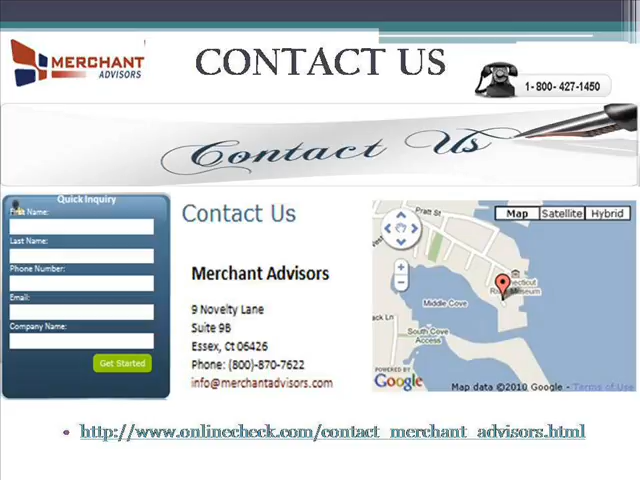 MERCHANT
ADVISORS
CONTACT US
1- 800- 427-1450
Contact Us
Quick Inquiry
First Name:
Last Name:
Phone Number:
Email:
Company Name:
Get Started
Contact Us
Merchant Advisors
9 Novelty Lane
Suite 9B
Essex, Ct 06426
Phone: (800)-870-7622
info@merchantadvisors.com
Map Satellite Hybrid
Pratt St
Middle Cove
South Cove
Access
POWERED BY
Google
Map data ©2010 Google - Terms of Use
• http://www.onlinecheck.com/contact_merchant_advisors.html